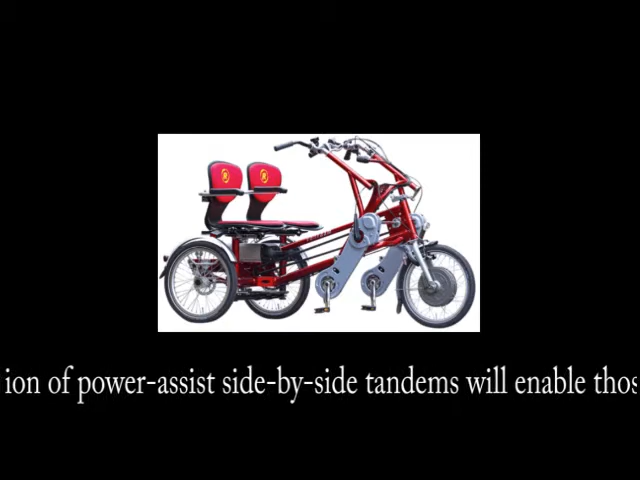 ion of power-assist side-by-side tandems will enable thos